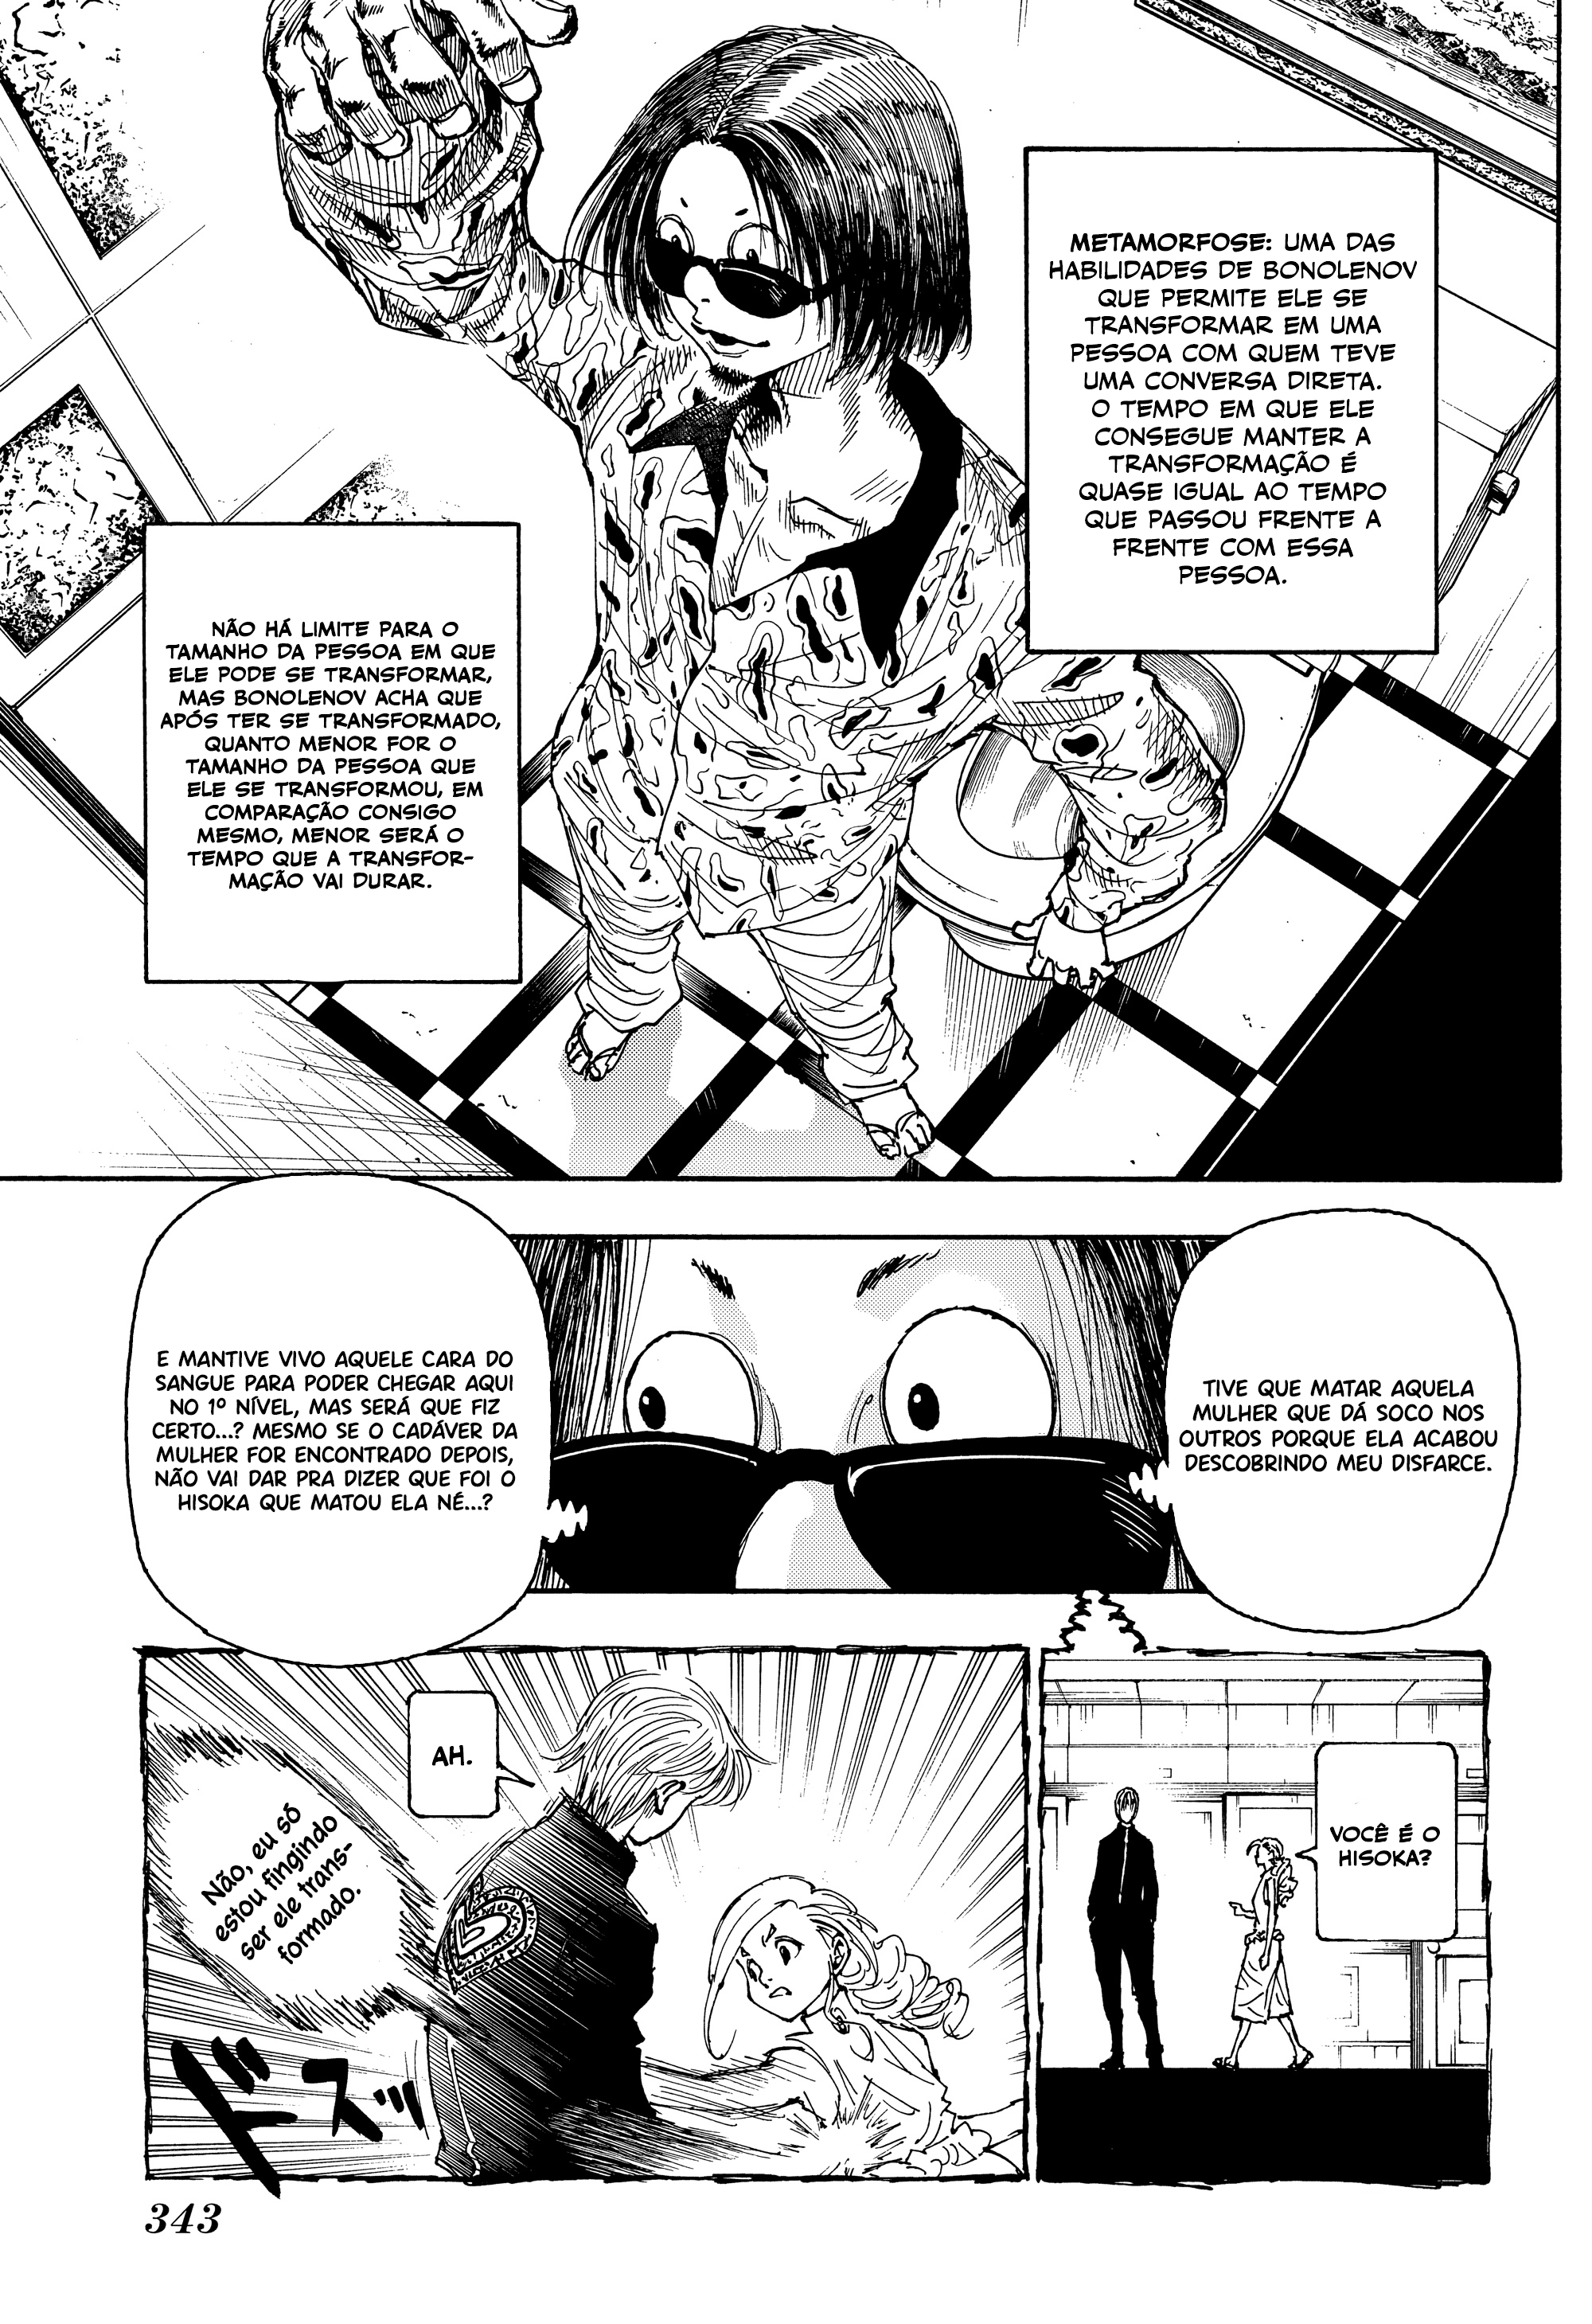 METAMORFOSE: UMA DAS
HABILIDADES DE BONOLENOV
QUE PERMITE ELE SE
TRANSFORMAR EM UMA
PESSOA COM QUEM TEVE
UMA CONVERSA DIRETA.
O TEMPO EM QUE ELE
CONSEGUE MANTER A
TRANSFORMAÇÃO É
QUASE IGUAL AO TEMPO
QUE PASSOU FRENTE A
FRENTE COM ESSA
PESSOA.
NÃO HÁ LIMITE PARA O
TAMANHO DA PESSOA EM QUE
ELE PODE SE TRANSFORMAR,
MAS BONOLENOV ACHA QUE
APÓS TER SE TRANSFORMADO,
QUANTO MENOR FOR O
TAMANHO DA PESSOA QUE
ELE SE TRANSFORMOU, EM
COMPARAÇÃO CONSIGO
MESMO, MENOR SERÁ O
TEMPO QUE A TRANSFOR-
MAÇÃO VAI DURAR.
TIVE QUE MATAR AQUELA
MULHER QUE DÁ SOCO NOS
OUTROS PORQUE ELA ACABOU
DESCOBRINDO MEU DISFARCE.
E MANTIVE VIVO AQUELE CARA DO
SANGUE PARA PODER CHEGAR AQUI
NO 1º NÍVEL, MAS SERÁ QUE FIZ
CERTO...? MESMO SE O CADÁVER DA
MULHER FOR ENCONTRADO DEPOIS,
NÃO VAI DAR PRA DIZER QUE FOI O
HISOKA QUE MATOU ELA NÉ...?
VOCÊ É O
HISOKA?
AH.
Não, eu só
estou fingindo
ser ele trans-
formado.
ドスッ
343